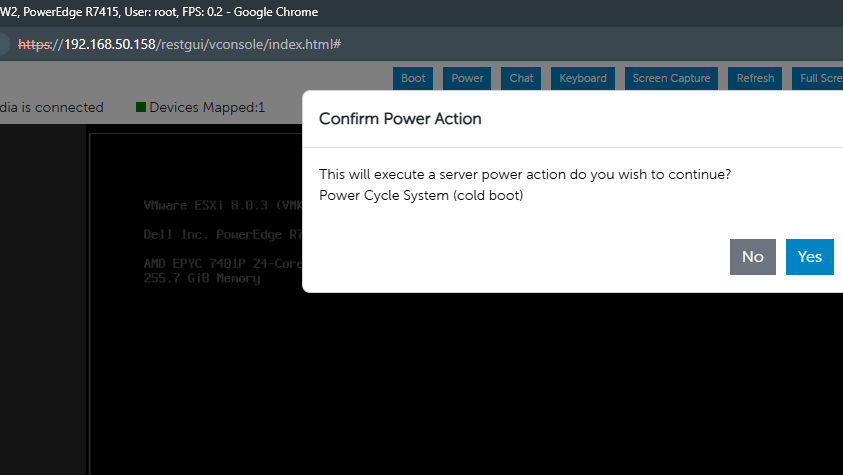 W2, PowerEdge R7415, User: root, FPS: 0.2 - Google Chrome
https://192.168.50.158/restgui/vconsole/index.html#
Boot Power Chat Keyboard Screen Capture Refresh Full Scre
dia is connected Devices Mapped:1
Confirm Power Action
This will execute a server power action do you wish to continue?
Power Cycle System (cold boot)
VMware ESXi 8.0.3 (VMK
Dell Inc. PowerEdge R7
AMD EPYC 7401P 24-Core
255.7 GiB Memory
No Yes